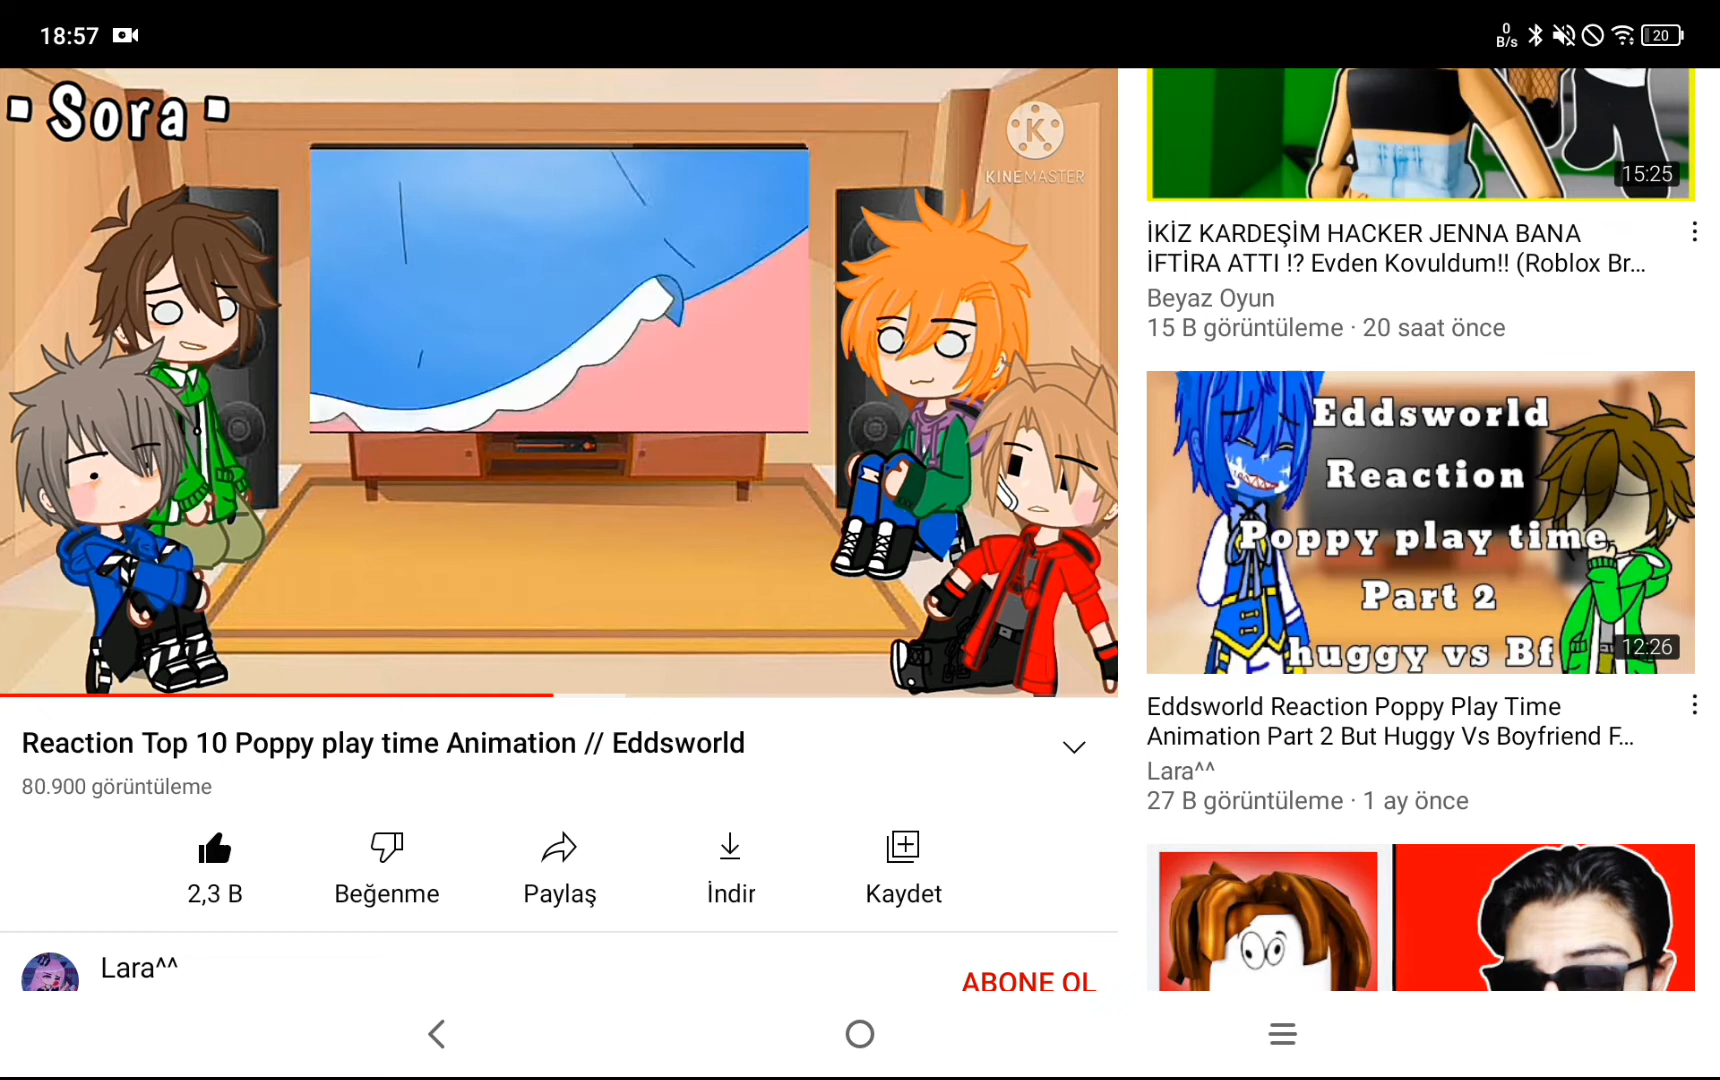 18:57
0
B/s
20
Sora
K
KINEMASTER
Reaction Top 10 Poppy play time Animation // Eddsworld
80.900 görüntüleme
2,3 B
Beğenme
Paylaş
İndir
Kaydet
Lara^^
ABONE OL
15:25
İKİZ KARDEŞİM HACKER JENNA BANA
İFTİRA ATTI !? Evden Kovuldum!! (Roblox Br...
Beyaz Oyun
15 B görüntüleme · 20 saat önce
Eddsworld
Reaction
Poppy play time
Part 2
huggy vs Bf
12:26
Eddsworld Reaction Poppy Play Time
Animation Part 2 But Huggy Vs Boyfriend F...
Lara^^
27 B görüntüleme · 1 ay önce